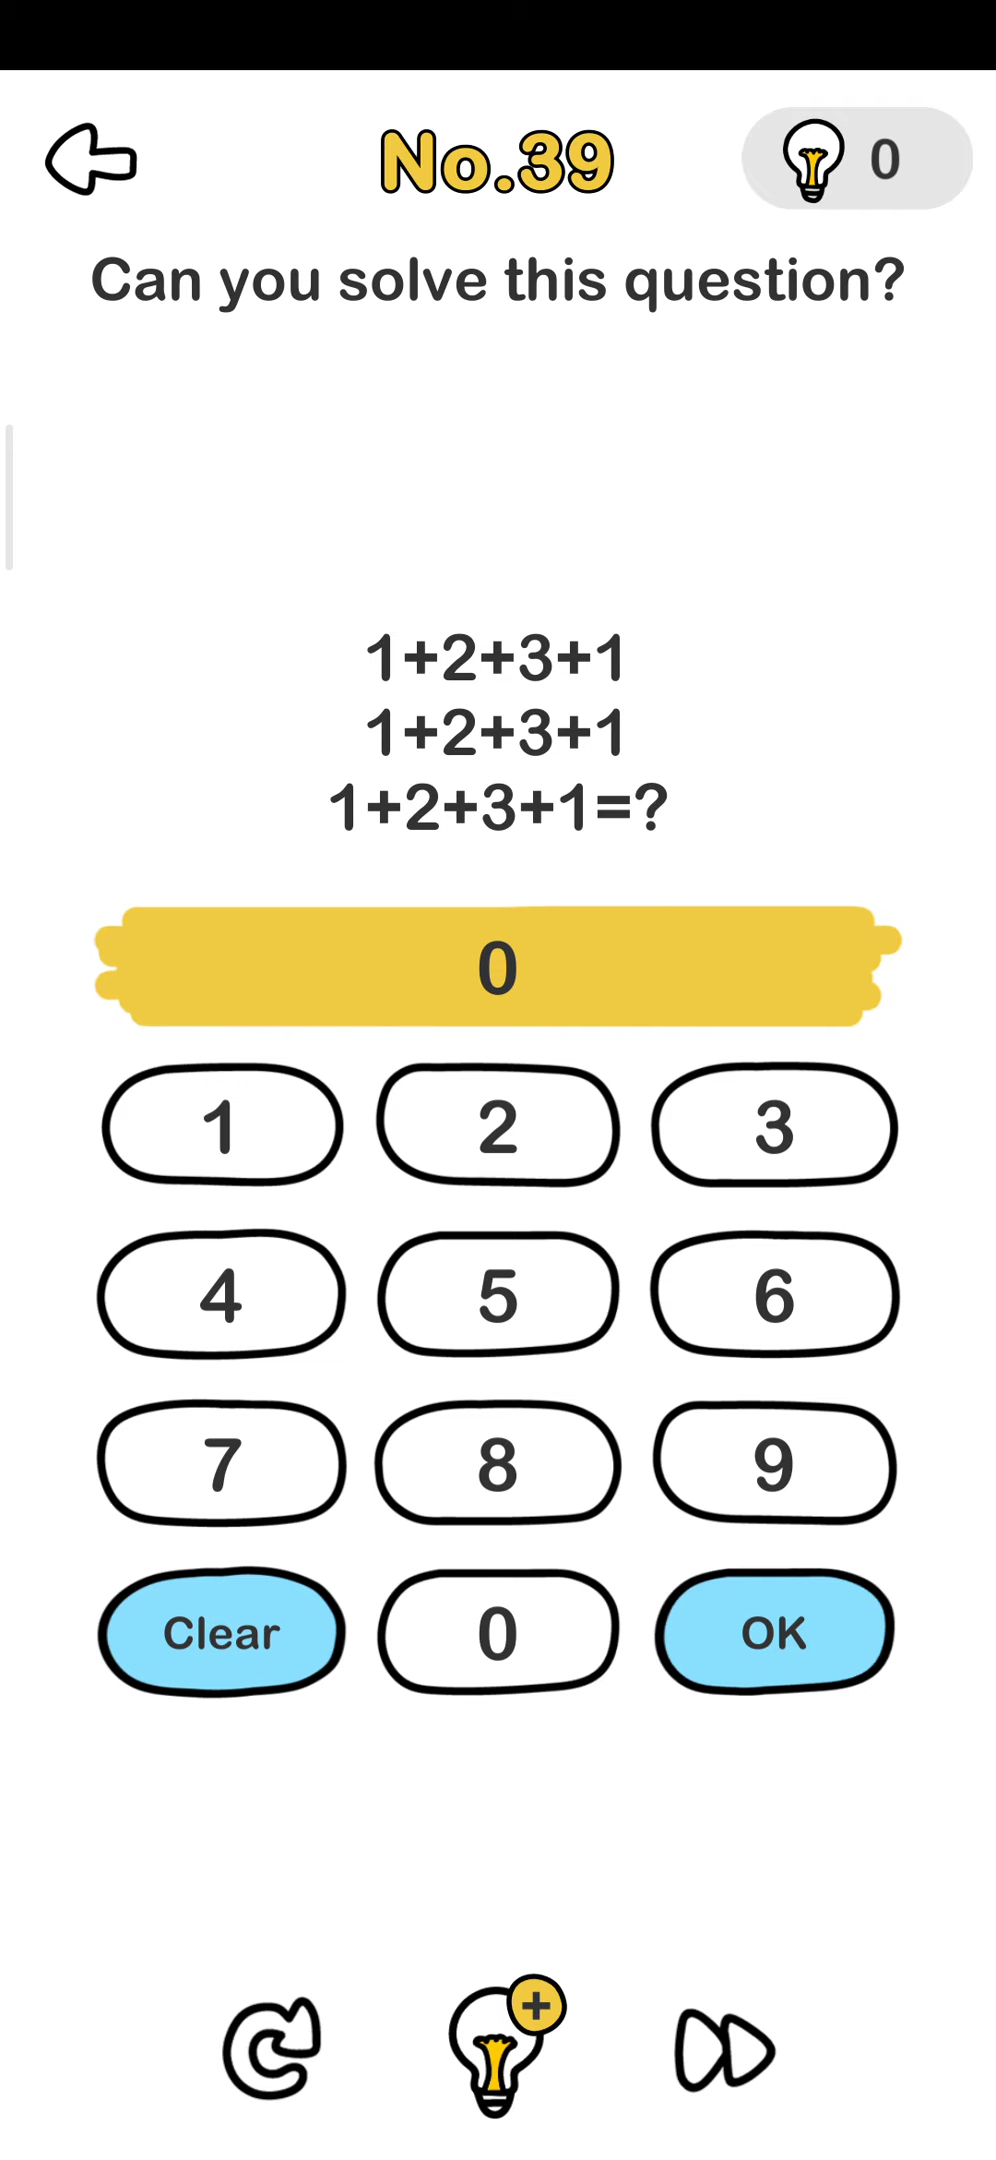 No.39
0
Can you solve this question?
1+2+3+1
1+2+3+1
1+2+3+1=?
0
1 2 3
4 5 6
7 8 9
Clear 0 OK
+